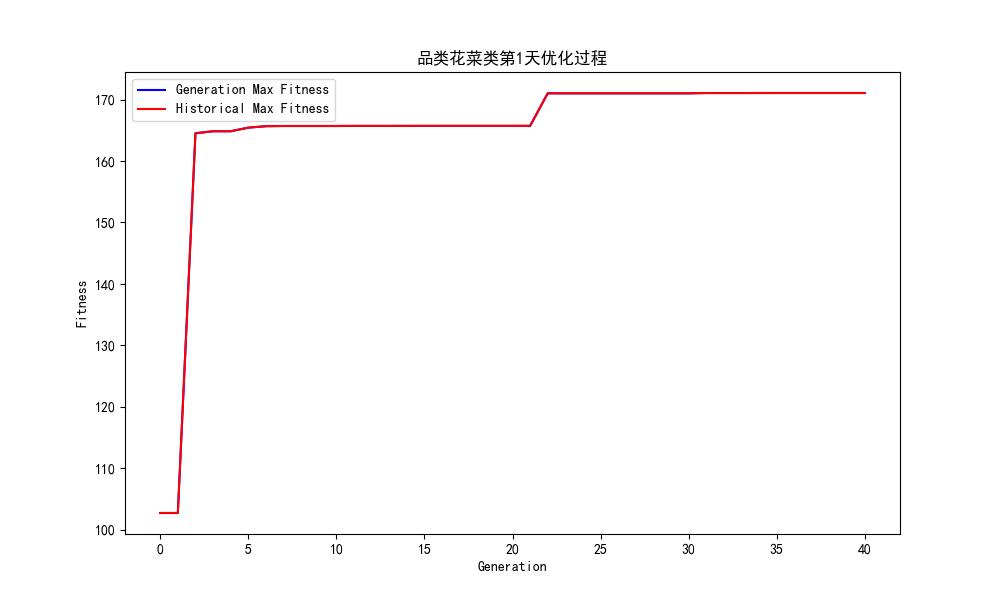 品类花菜类第1天优化过程
Generation Max Fitness
Historical Max Fitness
170
160
150
140
130
120
110
100
Fitness
0 5 10 15 20 25 30 35 40
Generation